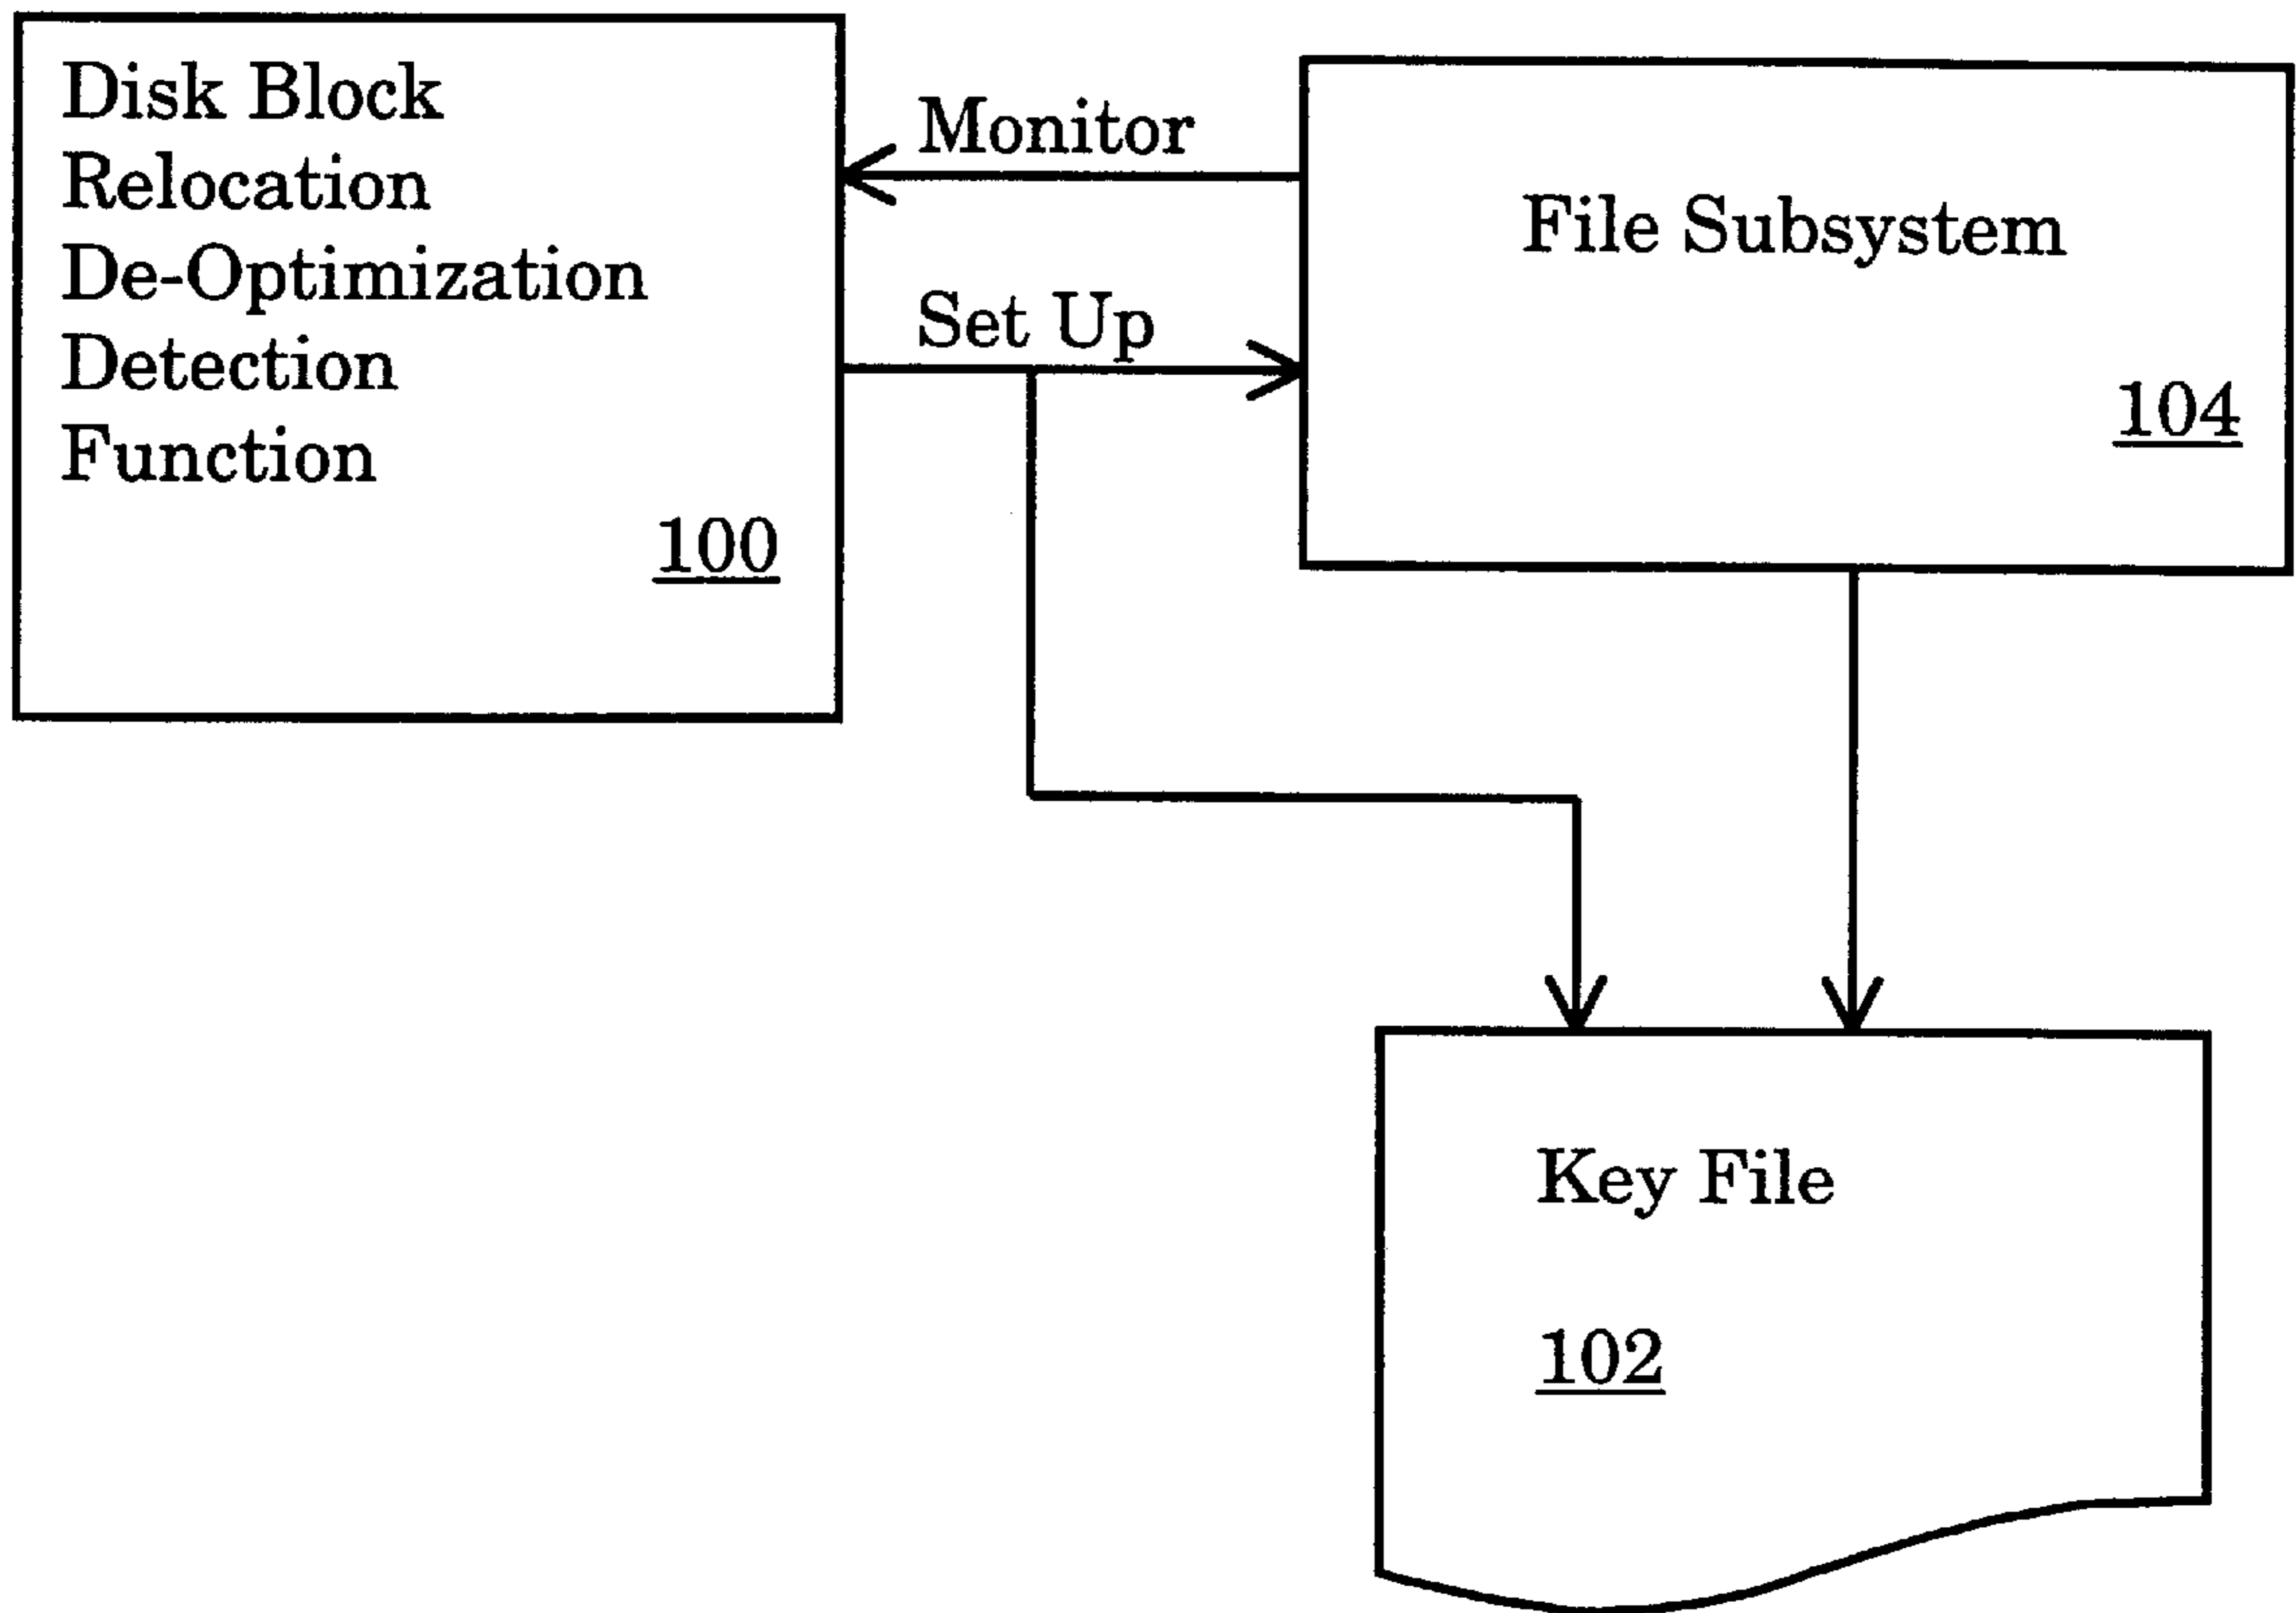 Disk Block
Relocation
De-Optimization
Detection
Function
100
Monitor
Set Up
File Subsystem
104
Key File
102